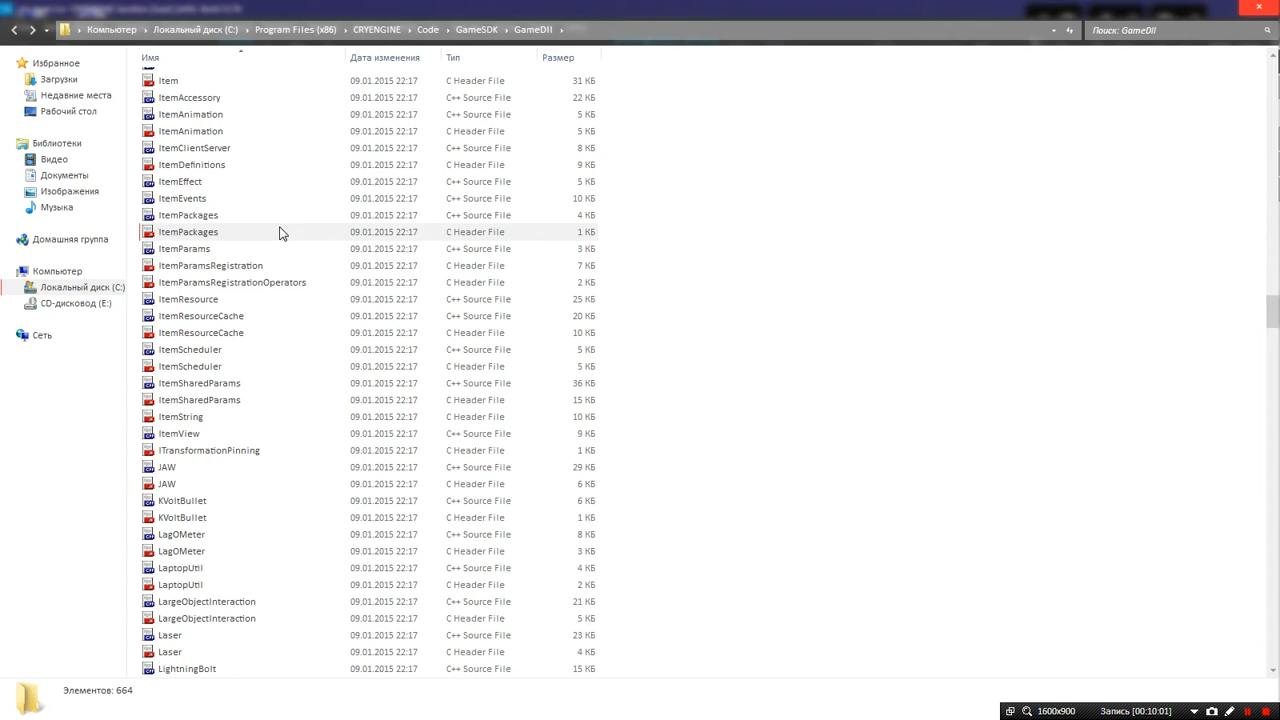 Компьютер Локальный диск (C:) Program Files (x86) CRYENGINE Code GameSDK GameDll Поиск: GameDll
Имя Дата изменения Тип Размер
Избранное
Загрузки
Недавние места
Рабочий стол
Библиотеки
Видео
Документы
Изображения
Музыка
Домашняя группа
Компьютер
Локальный диск (C:)
CD-дисковод (E:)
Сеть
Item 09.01.2015 22:17 C Header File 31 КБ
ItemAccessory 09.01.2015 22:17 C++ Source File 22 КБ
ItemAnimation 09.01.2015 22:17 C++ Source File 5 КБ
ItemAnimation 09.01.2015 22:17 C Header File 5 КБ
ItemClientServer 09.01.2015 22:17 C++ Source File 8 КБ
ItemDefinitions 09.01.2015 22:17 C Header File 9 КБ
ItemEffect 09.01.2015 22:17 C++ Source File 5 КБ
ItemEvents 09.01.2015 22:17 C++ Source File 10 КБ
ItemPackages 09.01.2015 22:17 C++ Source File 4 КБ
ItemPackages 09.01.2015 22:17 C Header File 1 КБ
ItemParams 09.01.2015 22:17 C++ Source File 3 КБ
ItemParamsRegistration 09.01.2015 22:17 C Header File 7 КБ
ItemParamsRegistrationOperators 09.01.2015 22:17 C Header File 2 КБ
ItemResource 09.01.2015 22:17 C++ Source File 25 КБ
ItemResourceCache 09.01.2015 22:17 C++ Source File 20 КБ
ItemResourceCache 09.01.2015 22:17 C Header File 10 КБ
ItemScheduler 09.01.2015 22:17 C++ Source File 5 КБ
ItemScheduler 09.01.2015 22:17 C Header File 5 КБ
ItemSharedParams 09.01.2015 22:17 C++ Source File 36 КБ
ItemSharedParams 09.01.2015 22:17 C Header File 15 КБ
ItemString 09.01.2015 22:17 C Header File 10 КБ
ItemView 09.01.2015 22:17 C++ Source File 9 КБ
ITransformationPinning 09.01.2015 22:17 C Header File 1 КБ
JAW 09.01.2015 22:17 C++ Source File 29 КБ
JAW 09.01.2015 22:17 C Header File 6 КБ
KVoltBullet 09.01.2015 22:17 C++ Source File 6 КБ
KVoltBullet 09.01.2015 22:17 C Header File 1 КБ
LagOMeter 09.01.2015 22:17 C++ Source File 8 КБ
LagOMeter 09.01.2015 22:17 C Header File 3 КБ
LaptopUtil 09.01.2015 22:17 C++ Source File 4 КБ
LaptopUtil 09.01.2015 22:17 C Header File 2 КБ
LargeObjectInteraction 09.01.2015 22:17 C++ Source File 21 КБ
LargeObjectInteraction 09.01.2015 22:17 C Header File 5 КБ
Laser 09.01.2015 22:17 C++ Source File 23 КБ
Laser 09.01.2015 22:17 C Header File 4 КБ
LightningBolt 09.01.2015 22:17 C++ Source File 15 КБ
Элементов: 664
1600x900 Запись [00:10:01]